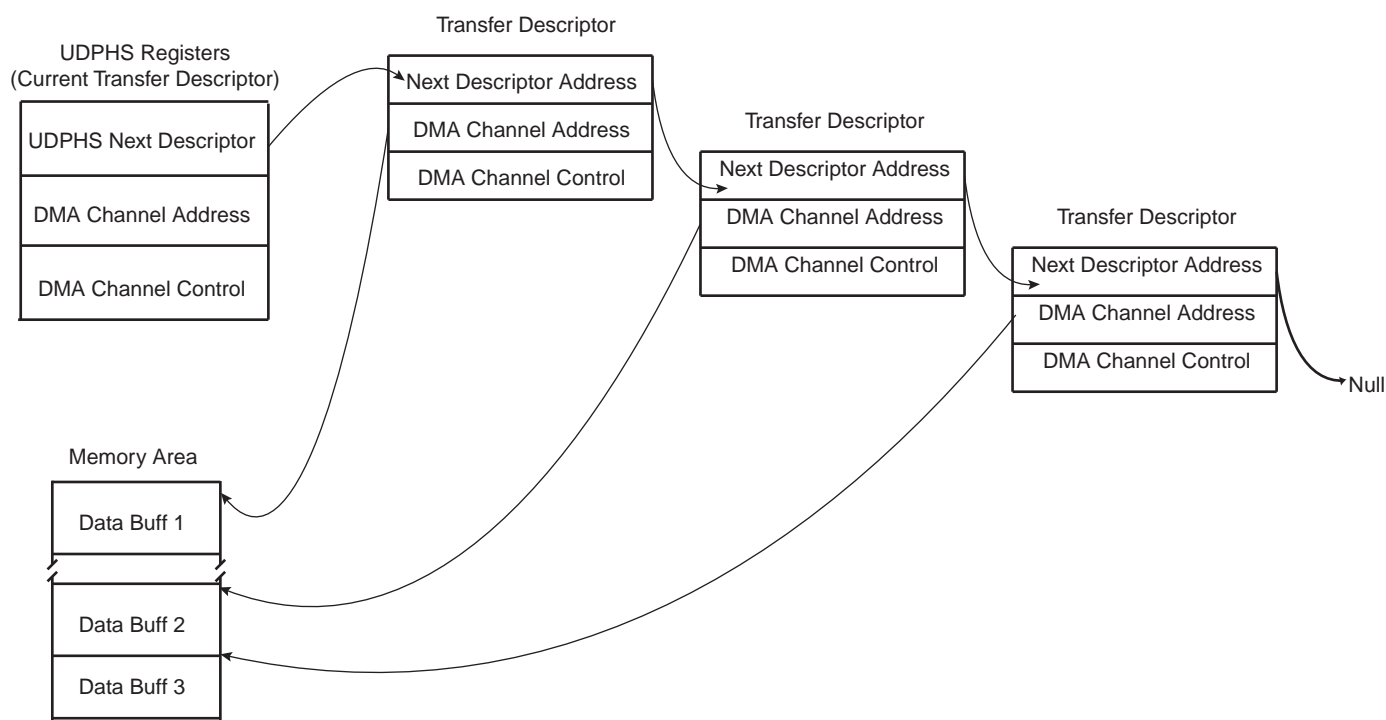 UDPHS Registers
(Current Transfer Descriptor)
UDPHS Next Descriptor
DMA Channel Address
DMA Channel Control
Transfer Descriptor
Next Descriptor Address
DMA Channel Address
DMA Channel Control
Transfer Descriptor
Next Descriptor Address
DMA Channel Address
DMA Channel Control
Transfer Descriptor
Next Descriptor Address
DMA Channel Address
DMA Channel Control
Null
Memory Area
Data Buff 1
Data Buff 2
Data Buff 3